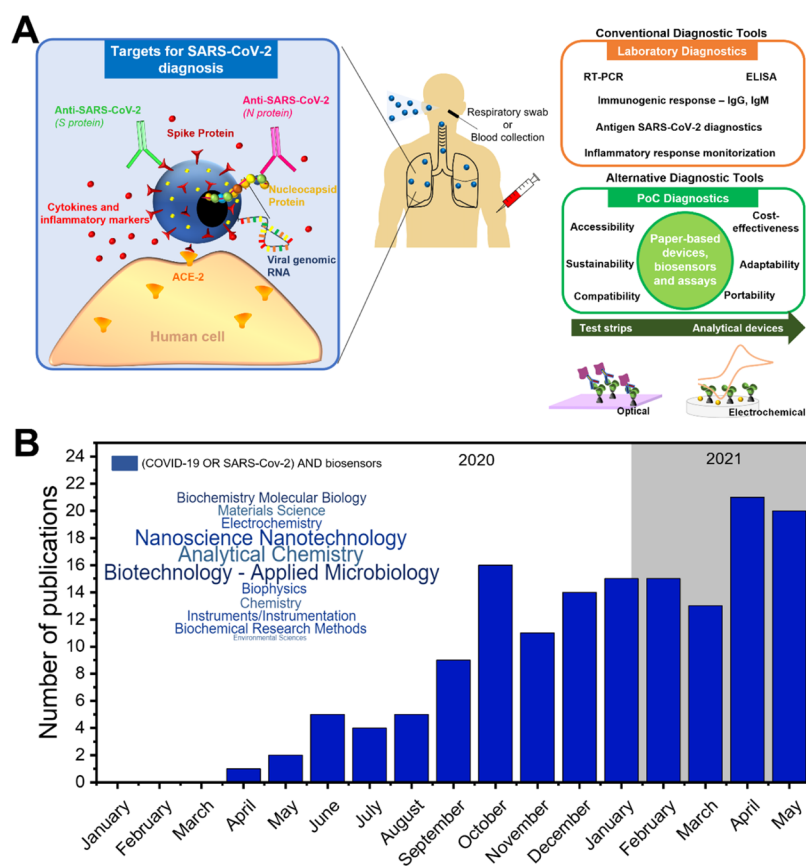 A
Targets for SARS-CoV-2
diagnosis
Anti-SARS-CoV-2
(S protein)
Anti-SARS-CoV-2
(N protein)
Spike Protein
Nucleocapsid
Protein
Cytokines and
inflammatory markers
Viral genomic
RNA
ACE-2
Human cell
Respiratory swab
or
Blood collection
Conventional Diagnostic Tools
Laboratory Diagnostics
RT-PCR
ELISA
Immunogenic response – IgG, IgM
Antigen SARS-CoV-2 diagnostics
Inflammatory response monitorization
Alternative Diagnostic Tools
PoC Diagnostics
Accessibility
Cost-
effectiveness
Paper-based
devices,
biosensors
and assays
Sustainability
Adaptability
Compatibility
Portability
Test strips
Analytical devices
Optical
Electrochemical
B
(COVID-19 OR SARS-Cov-2) AND biosensors
2020
2021
Biochemistry Molecular Biology
Materials Science
Electrochemistry
Nanoscience Nanotechnology
Analytical Chemistry
Biotechnology - Applied Microbiology
Biophysics
Chemistry
Instruments/Instrumentation
Biochemical Research Methods
Environmental Sciences
Number of publications
24
22
20
18
16
14
12
10
8
6
4
2
0
January
February
March
April
May
June
July
August
September
October
November
December
January
February
March
April
May